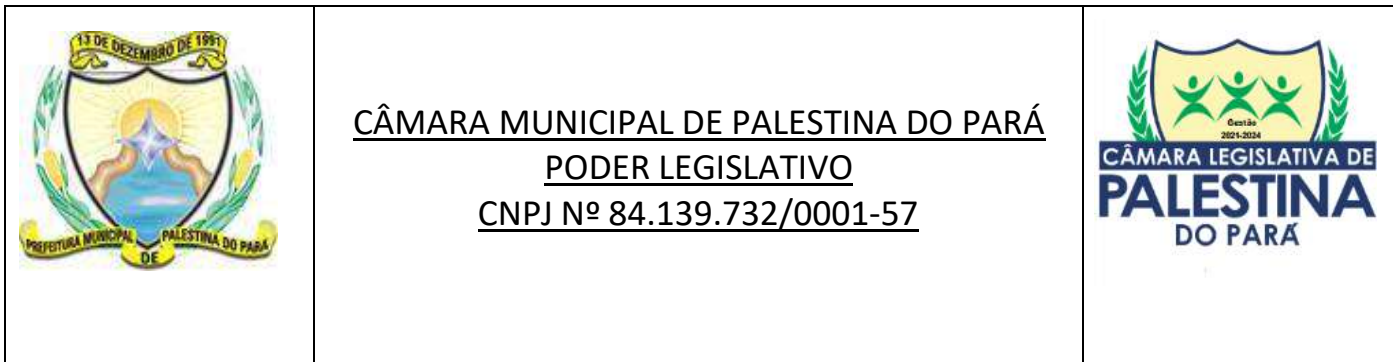 13 DE DEZEMBRO DE 1991
PREFEITURA MUNICIPAL DE PALESTINA DO PARÁ
CÂMARA MUNICIPAL DE PALESTINA DO PARÁ
PODER LEGISLATIVO
CNPJ Nº 84.139.732/0001-57
Gestão
2021-2024
CÂMARA LEGISLATIVA DE
PALESTINA
DO PARÁ